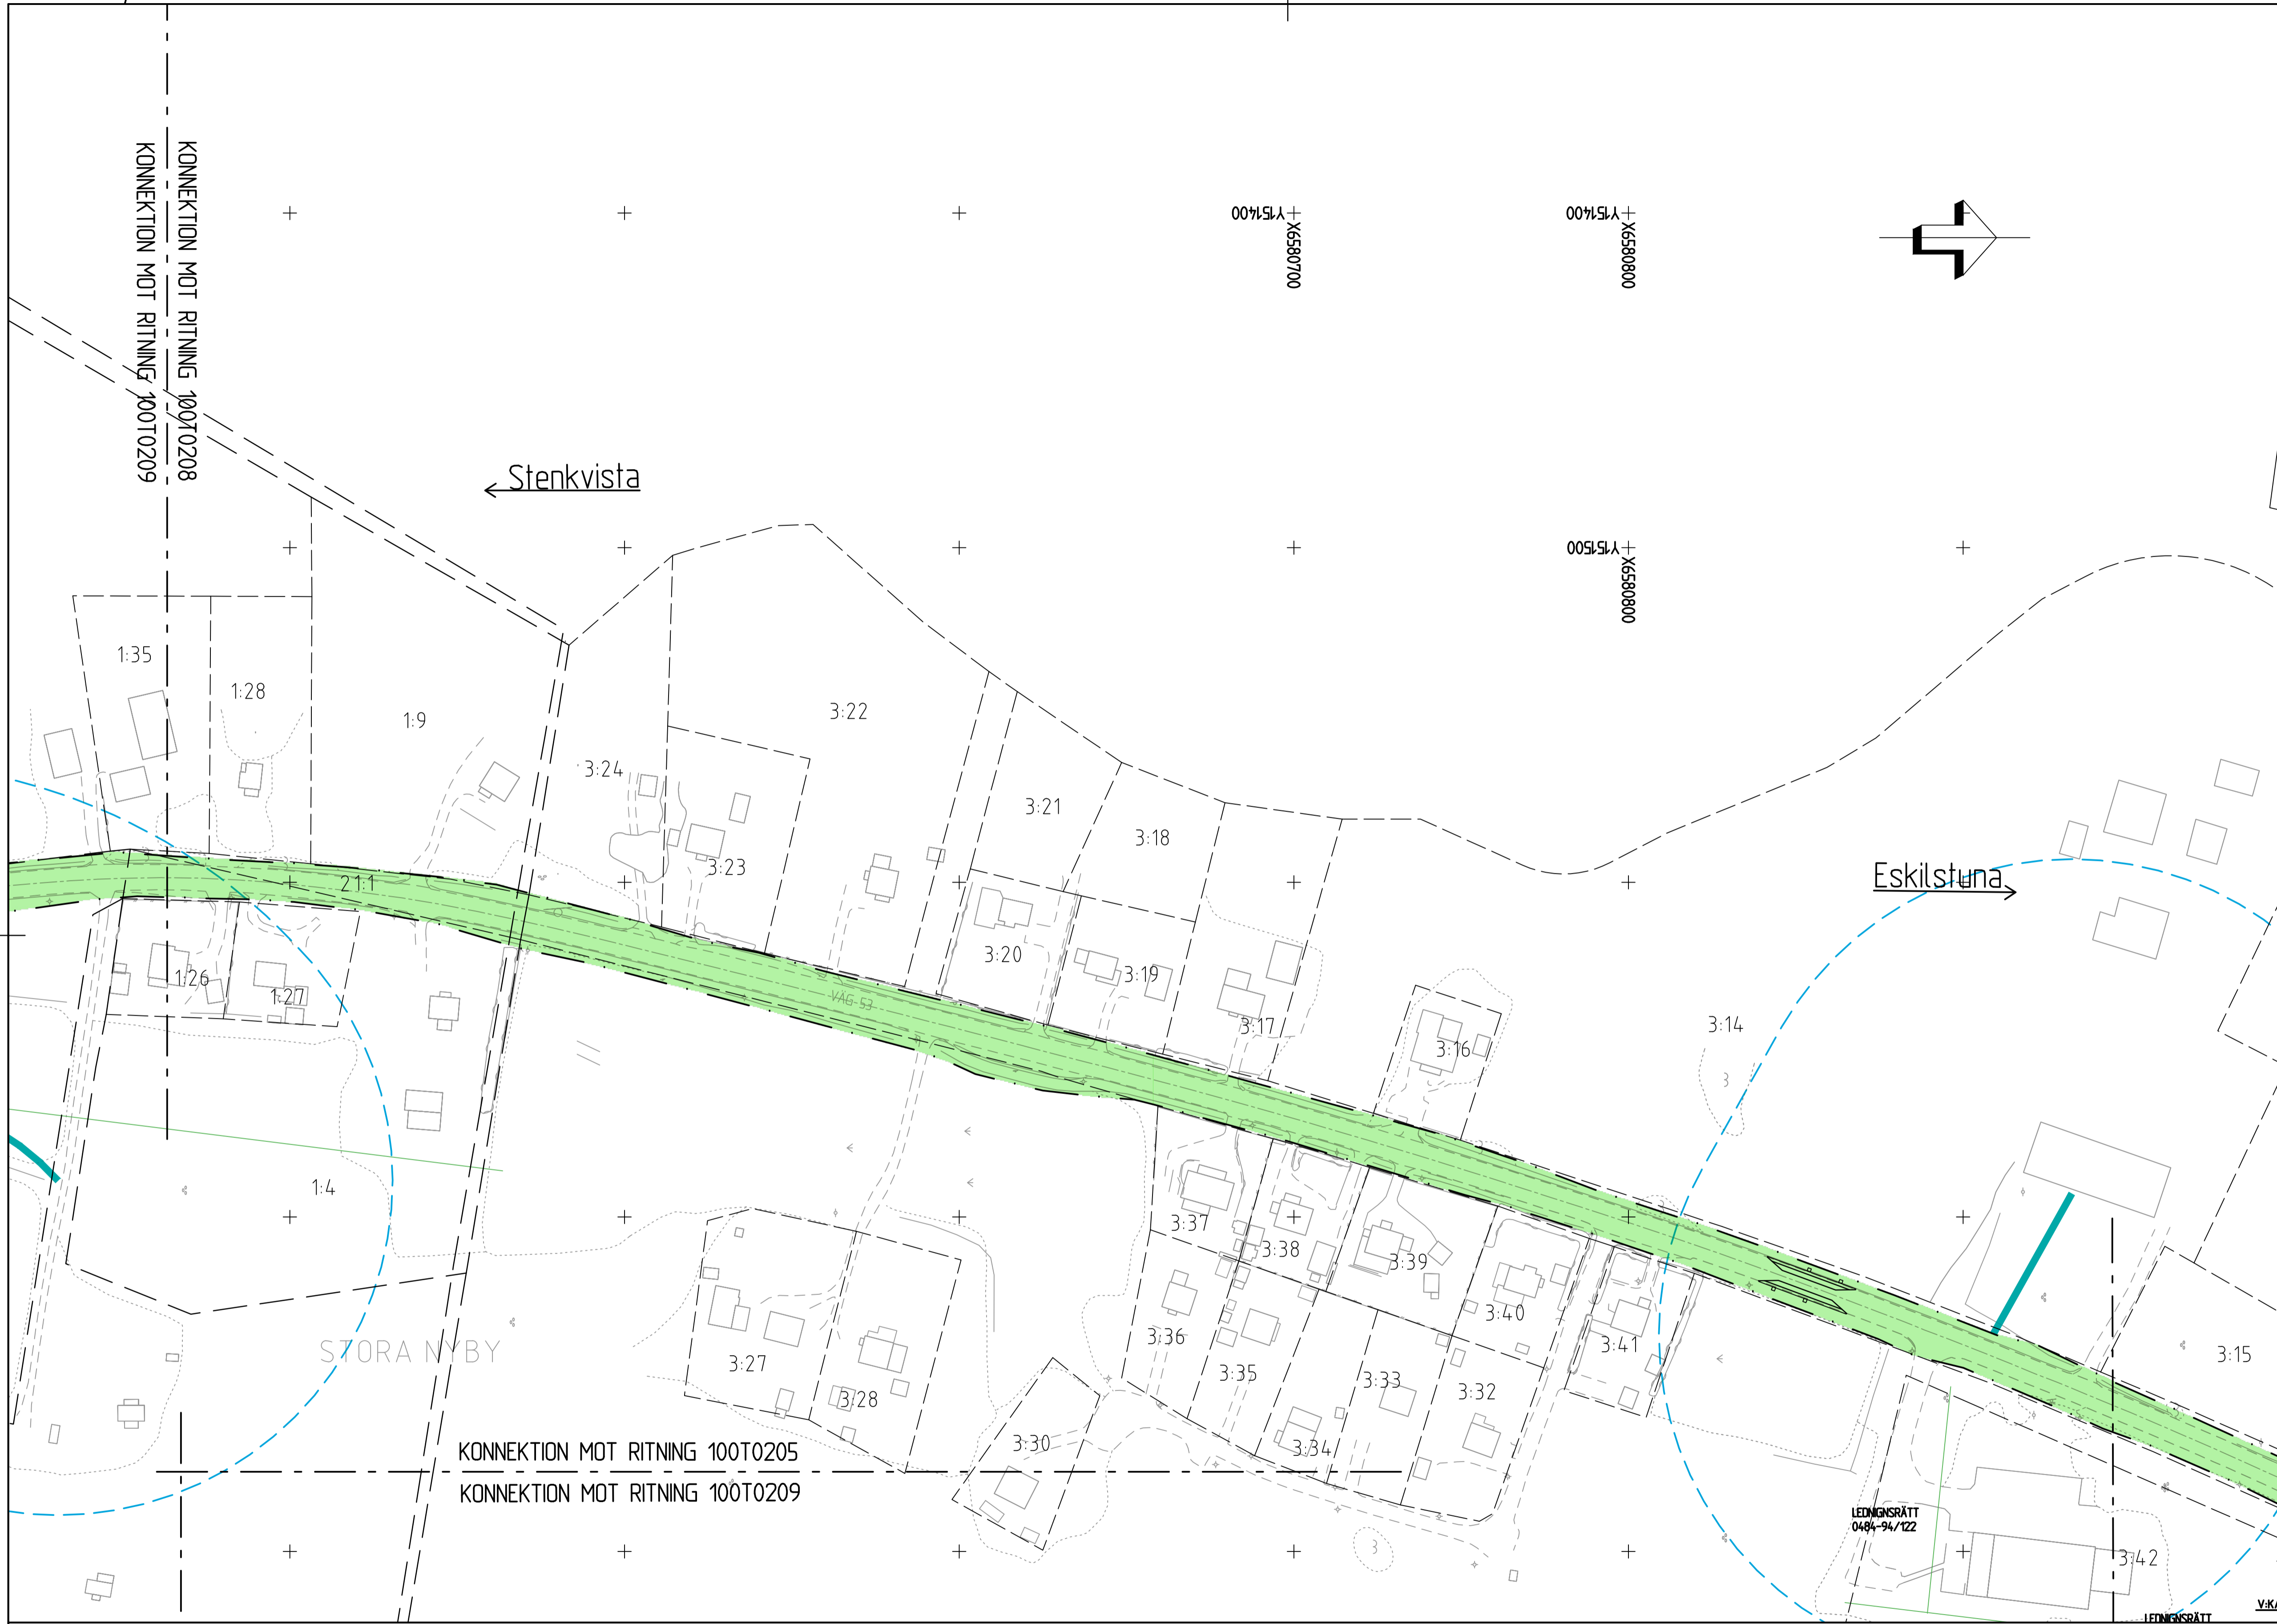 KONNEKTION MOT RITNING 100T0208
KONNEKTION MOT RITNING 100T0209
Y151400
X6580700
Y151400
X6580800
Stenkvista
Y151500
X6580800
1:35
1:28
1:9
3:22
3:24
3:21
3:18
3:23
21:1
Eskilstuna
3:20
3:19
1:26
1:27
VÄG 53
3:17
3:14
3:16
1:4
3:37
3:38
3:39
3:40
3:36
3:41
3:15
STORA NYBY
3:27
3:35
3:33
3:32
3:28
3:30
3:34
KONNEKTION MOT RITNING 100T0205
KONNEKTION MOT RITNING 100T0209
LEDNIGNSRÄTT
0484-94/122
3:42
LEDNIGNSRÄTT